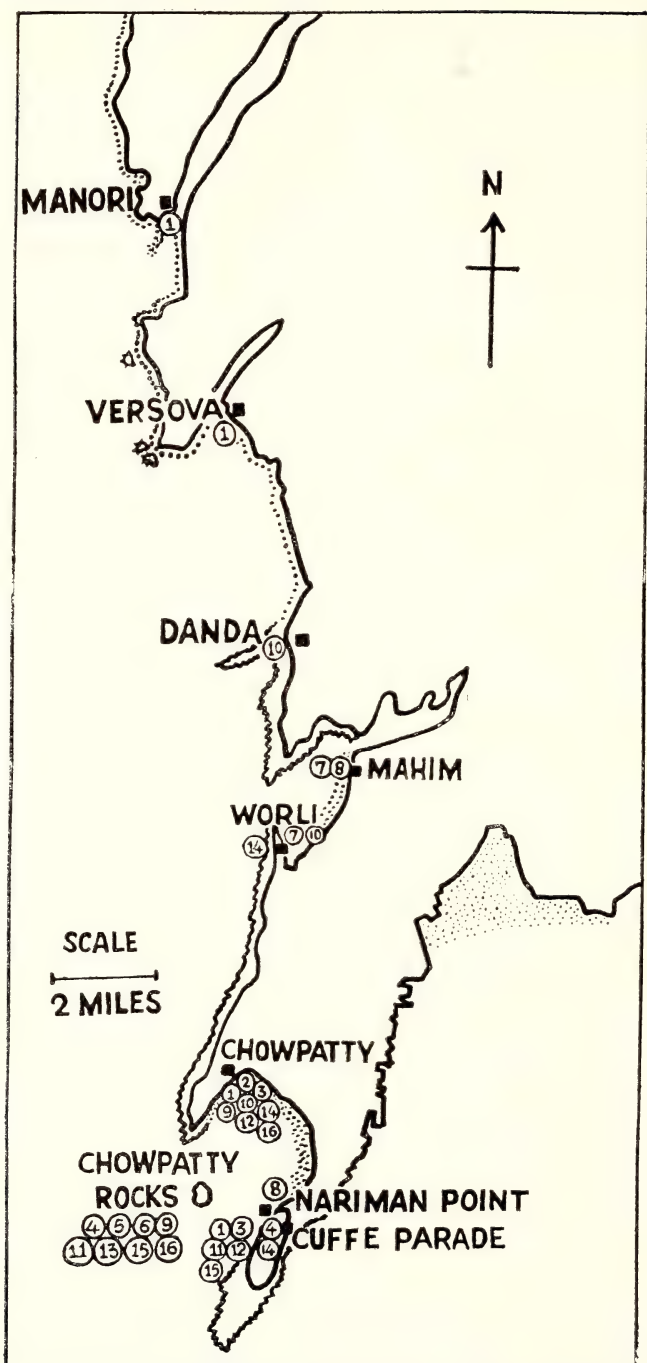 N
MANORI
1
VERSOVA
1
DANDA
10
7 8 MAHIM
WORLI
14 7 10
SCALE
2 MILES
CHOWPATTY
2
1 3
9 10 14
12
16
CHOWPATTY
ROCKS
8
NARIMAN POINT
4 5 6 9
1 3 4
CUFFE PARADE
11 13 15 16
11 12 14
15